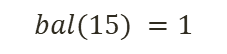 bal(15) = 1